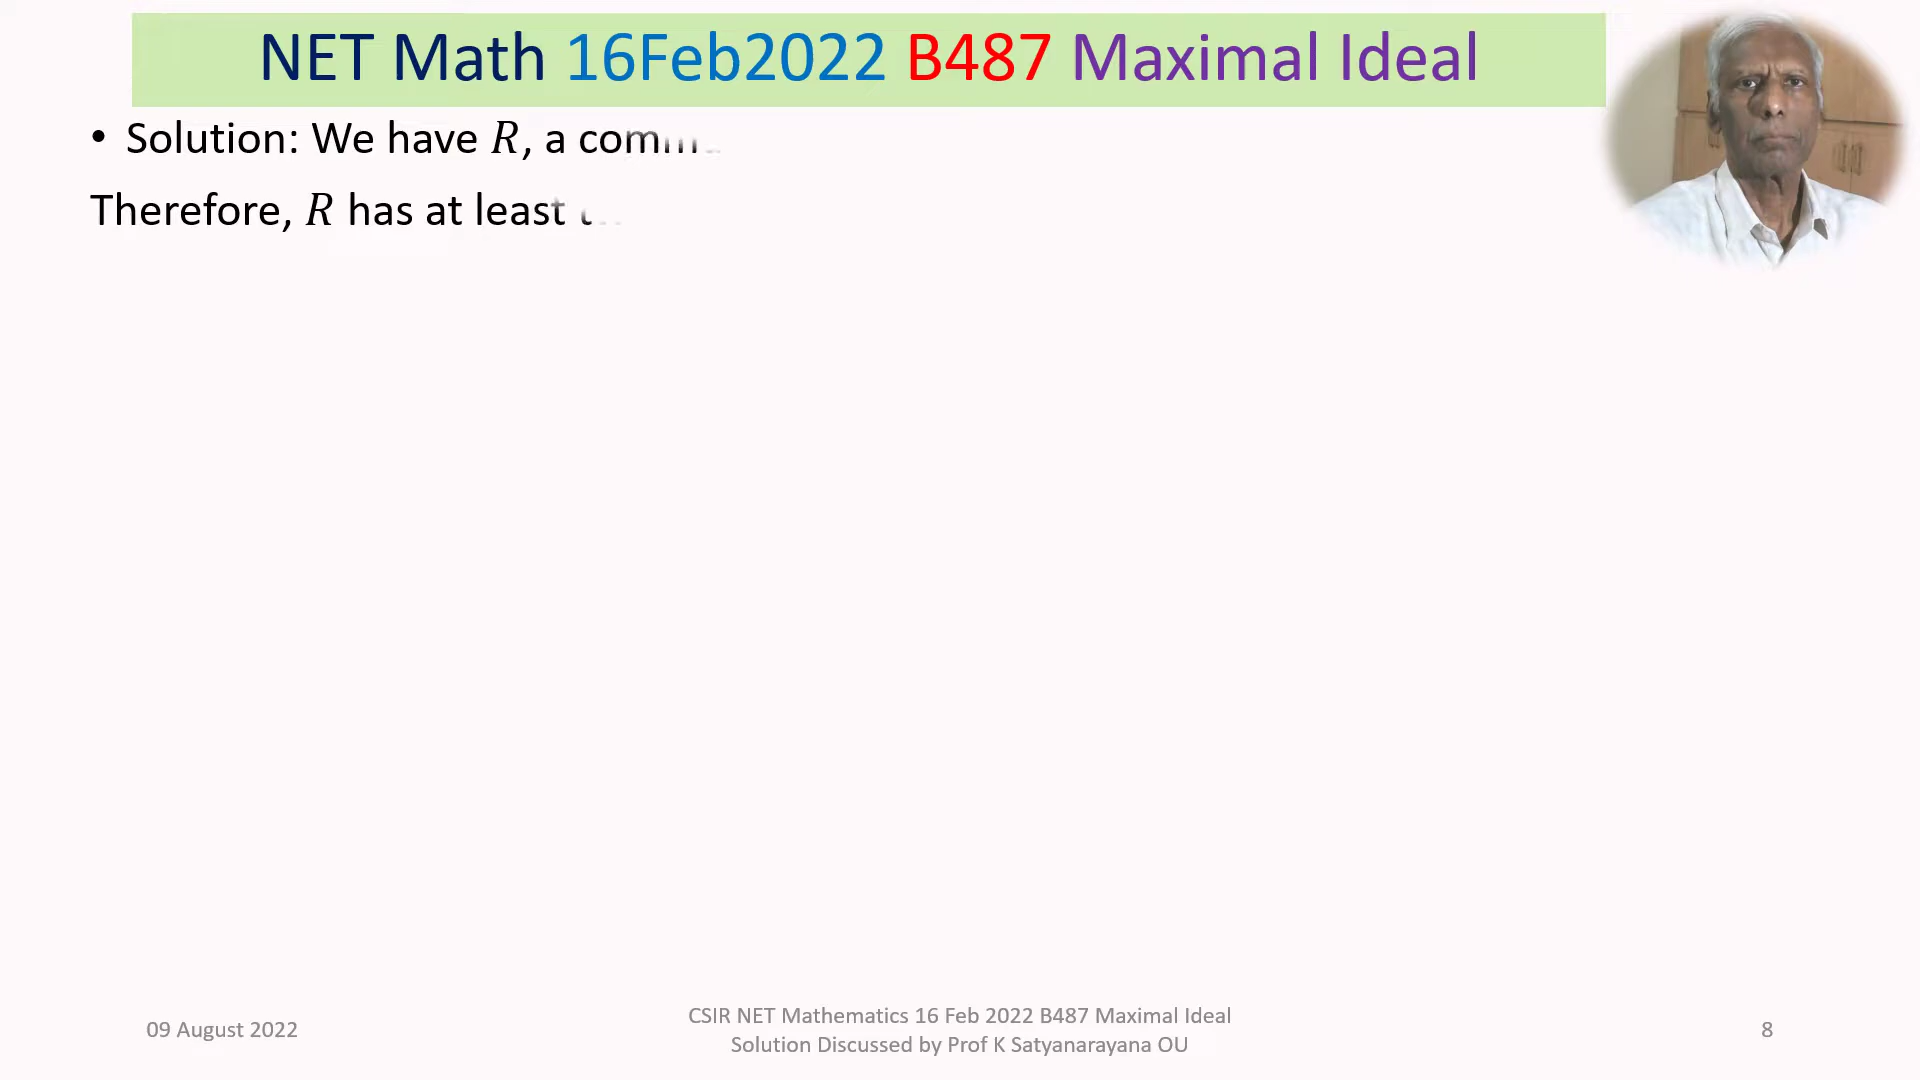 NET Math 16Feb2022 B487 Maximal Ideal
• Solution: We have R, a
Therefore, R has at least
09 August 2022
CSIR NET Mathematics 16 Feb 2022 B487 Maximal Ideal
Solution Discussed by Prof K Satyanarayana OU
8